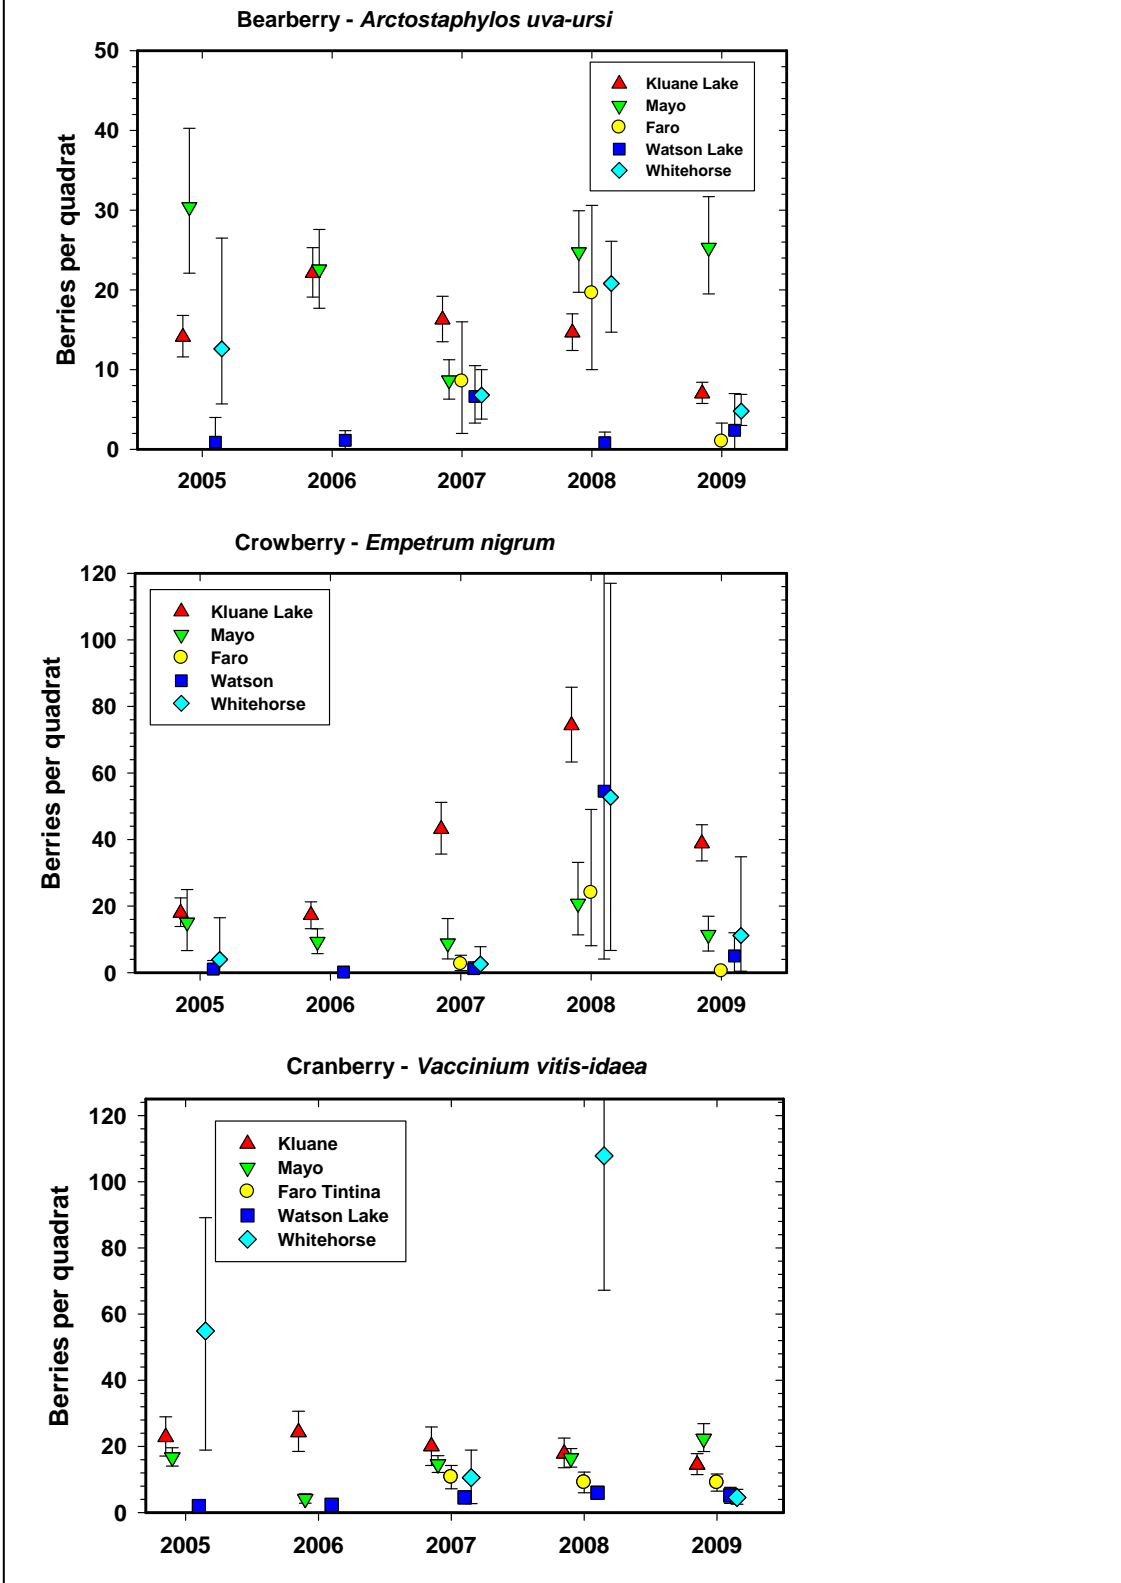 Bearberry - Arctostaphylos uva-ursi
Berries per quadrat
50
40
30
20
10
0
Kluane Lake
Mayo
Faro
Watson Lake
Whitehorse
2005 2006 2007 2008 2009
Crowberry - Empetrum nigrum
Berries per quadrat
120
100
80
60
40
20
0
Kluane Lake
Mayo
Faro
Watson
Whitehorse
2005 2006 2007 2008 2009
Cranberry - Vaccinium vitis-idaea
Berries per quadrat
120
100
80
60
40
20
0
Kluane
Mayo
Faro Tintina
Watson Lake
Whitehorse
2005 2006 2007 2008 2009